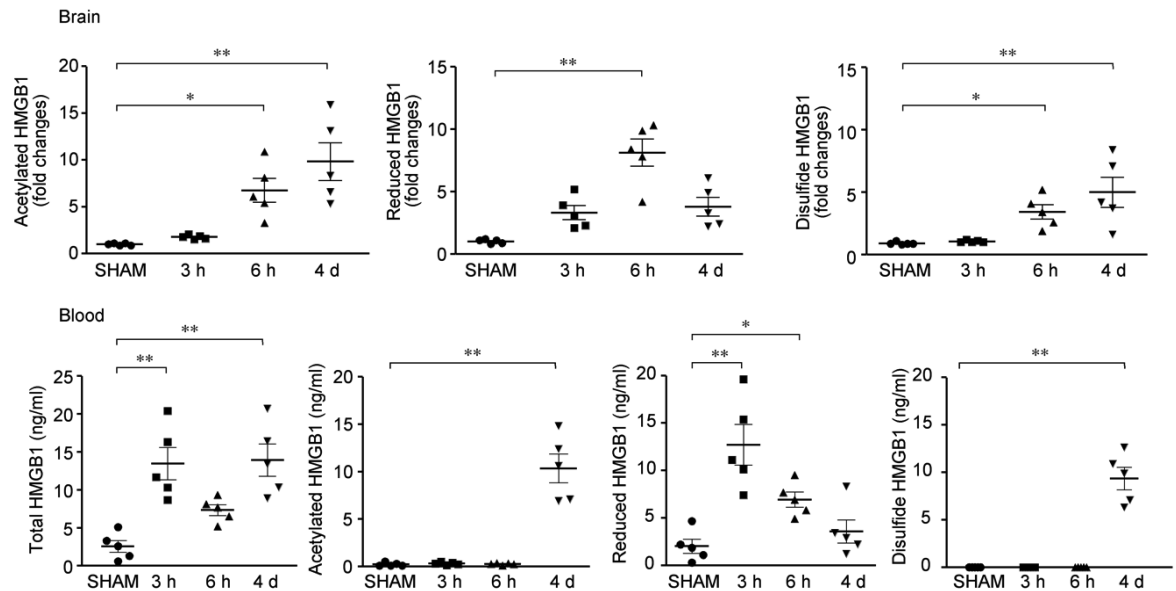 Brain
Acetylated HMGB1
(fold changes)
20
15
10
5
0
**
*
SHAM 3 h 6 h 4 d
Reduced HMGB1
(fold changes)
15
10
5
0
**
SHAM 3 h 6 h 4 d
Disulfide HMGB1
(fold changes)
15
10
5
0
**
*
SHAM 3 h 6 h 4 d
Blood
Total HMGB1 (ng/ml)
25
20
15
10
5
0
**
**
SHAM 3 h 6 h 4 d
Acetylated HMGB1 (ng/ml)
20
15
10
5
0
**
SHAM 3 h 6 h 4 d
Reduced HMGB1 (ng/ml)
20
15
10
5
0
*
**
SHAM 3 h 6 h 4 d
Disulfide HMGB1 (ng/ml)
20
15
10
5
0
**
SHAM 3 h 6 h 4 d